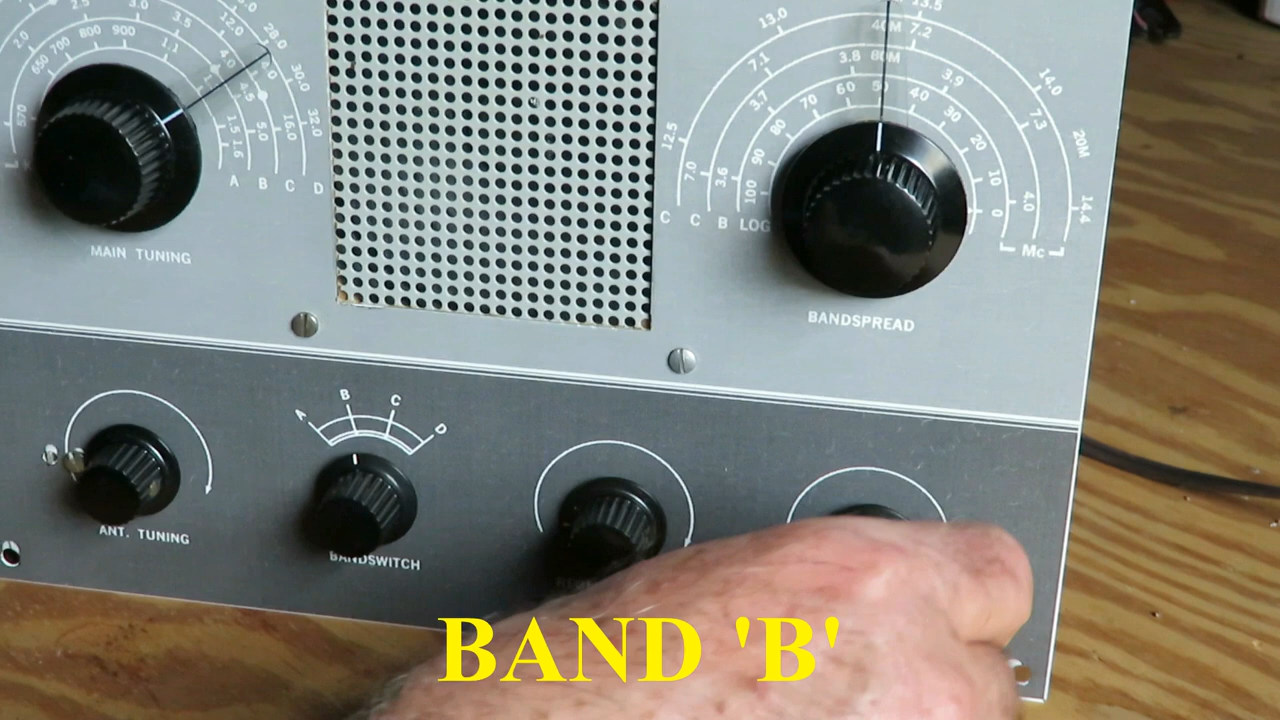 3.0
3.5
12.0
28.0
2.0
650 700 800 900 1.1
4.0
30.0
4.5
570
1.5 1.6
5.0
16.0
32.0
L
A B C D
MAIN TUNING
13.0
40M
13.5
7.1
7.2
3.8 80M
3.9
14.0
3.7
70 60 50 40 30
12.5
80
20
7.3
20M
7.0
3.6
90
10
100
0
4.0
14.4
C C B LOG
Mc
BANDSPREAD
A B C D
ANT. TUNING
BANDSWITCH
BAND 'B'